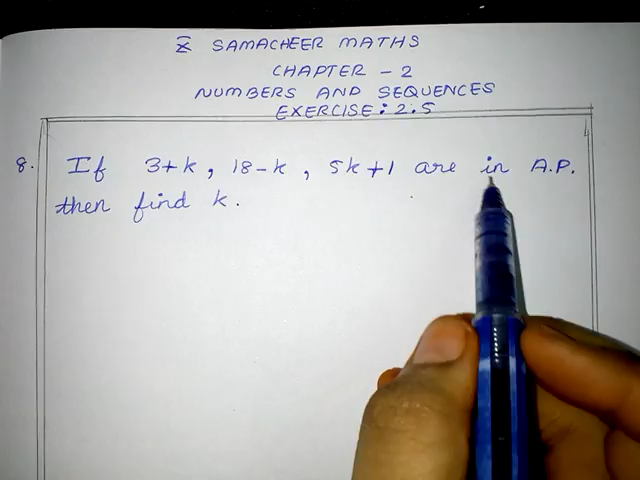 X SAMACHEER MATHS
CHAPTER - 2
NUMBERS AND SEQUENCES
EXERCISE: 2.5
8. If 3+k, 18-k, 5k+1 are in A.P.
then find k.